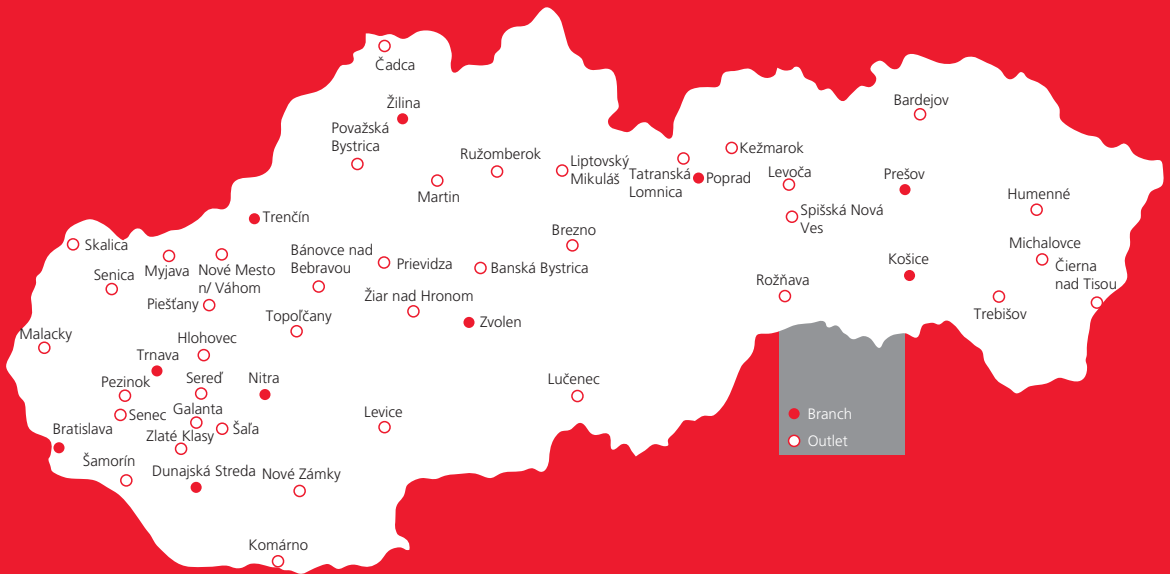 Čadca
Žilina
Považská
Bystrica
Ružomberok
Martin
Liptovský
Mikuláš
Tatranská
Lomnica
Poprad
Kežmarok
Levoča
Spišská Nová
Ves
Bardejov
Prešov
Humenné
Michalovce
Čierna
nad Tisou
Košice
Trebišov
Rožňava
Trenčín
Skalica
Senica
Myjava
Nové Mesto
n/ Váhom
Bánovce nad
Bebravou
Prievidza
Banská Bystrica
Brezno
Piešťany
Žiar nad Hronom
Topoľčany
Zvolen
Malacky
Hlohovec
Trnava
Pezinok
Sereď
Nitra
Lučenec
Senec
Galanta
Levice
Bratislava
Zlaté Klasy
Šaľa
Šamorín
Dunajská Streda
Nové Zámky
Komárno
Branch
Outlet